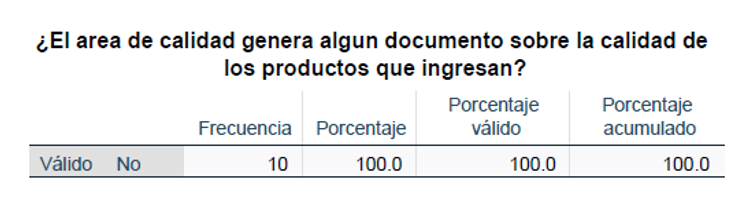 ¿El area de calidad genera algun documento sobre la calidad de
los productos que ingresan?
Frecuencia Porcentaje Porcentaje válido Porcentaje acumulado
Válido No 10 100.0 100.0 100.0